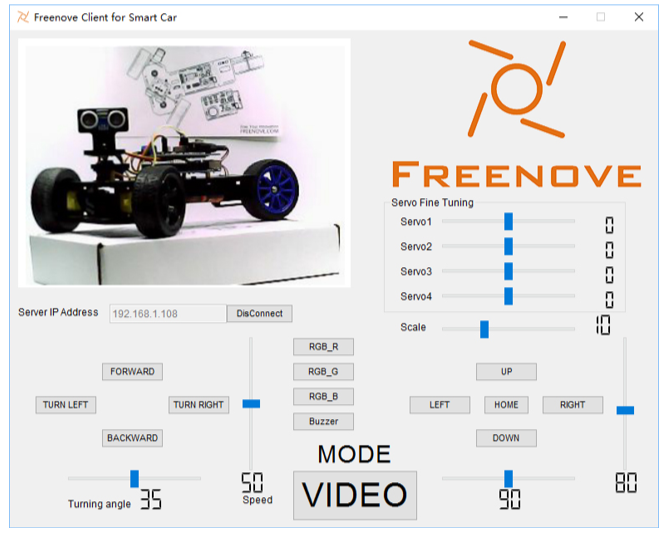 Freenove Client for Smart Car
FREENOVE.COM
FREENOVE
Servo Fine Tuning
Servo1
0
Servo2
0
Servo3
0
Servo4
0
Server IP Address
192.168.1.108
DisConnect
Scale
10
RGB_R
FORWARD
RGB_G
UP
TURN LEFT
TURN RIGHT
RGB_B
LEFT
HOME
RIGHT
Buzzer
BACKWARD
DOWN
MODE
VIDEO
Turning angle 35
50
Speed
90
80